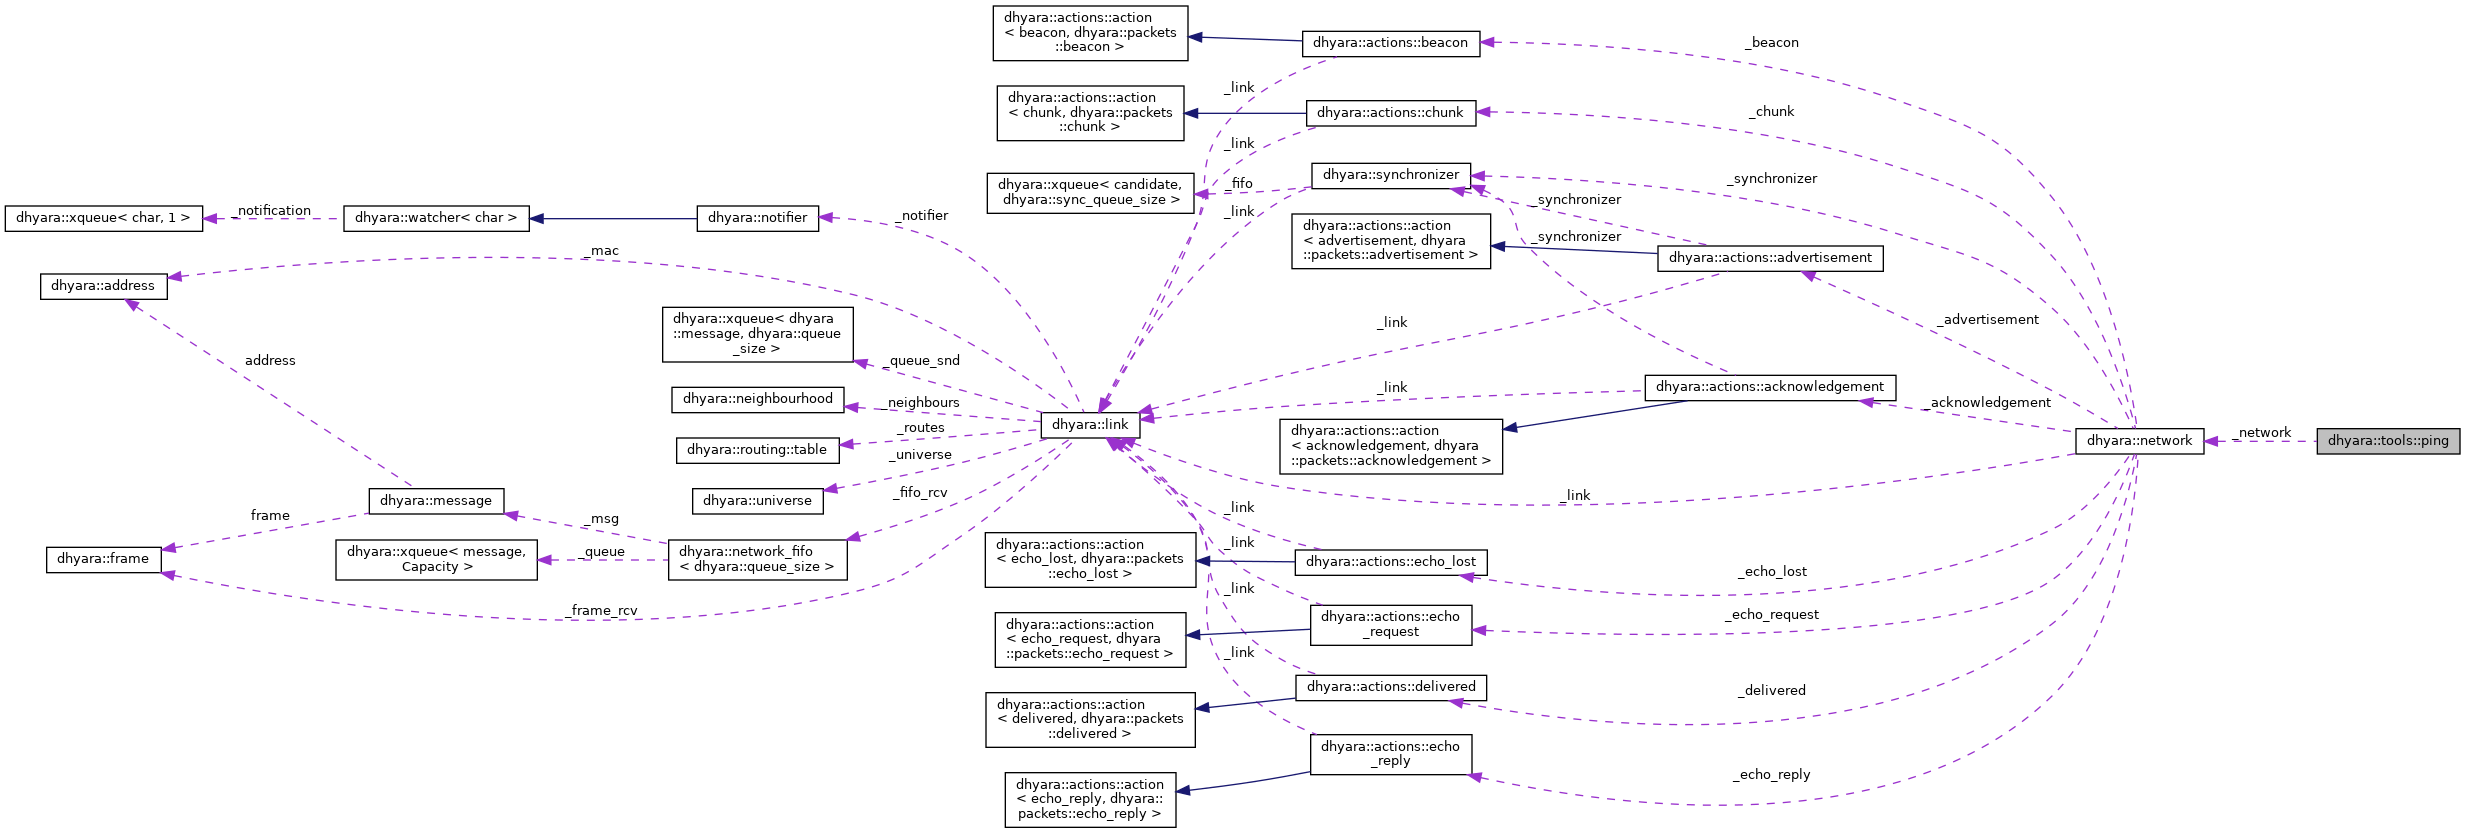 dhyara::actions::action
< beacon, dhyara::packets
::beacon >
dhyara::actions::beacon
_beacon
_link
dhyara::actions::action
< chunk, dhyara::packets
::chunk >
dhyara::actions::chunk
_chunk
_link
dhyara::xqueue< candidate,
dhyara::sync_queue_size >
_fifo
dhyara::synchronizer
_synchronizer
_link
_synchronizer
_synchronizer
dhyara::xqueue< char, 1 >
_notification
dhyara::watcher< char >
dhyara::notifier
_notifier
dhyara::actions::action
< advertisement, dhyara
::packets::advertisement >
dhyara::actions::advertisement
_advertisement
_mac
dhyara::address
address
_link
dhyara::xqueue< dhyara
::message, dhyara::queue
_size >
_queue_snd
dhyara::neighbourhood
_neighbours
_link
dhyara::actions::acknowledgement
_acknowledgement
dhyara::routing::table
_routes
dhyara::link
dhyara::actions::action
< acknowledgement, dhyara
::packets::acknowledgement >
dhyara::network
_network
dhyara::tools::ping
_universe
dhyara::universe
_fifo_rcv
_link
dhyara::message
frame
_msg
dhyara::frame
dhyara::xqueue< message,
Capacity >
_queue
dhyara::network_fifo
< dhyara::queue_size >
_frame_rcv
_link
_link
dhyara::actions::action
< echo_lost, dhyara::packets
::echo_lost >
dhyara::actions::echo_lost
_echo_lost
_link
dhyara::actions::action
< echo_request, dhyara
::packets::echo_request >
dhyara::actions::echo
_request
_echo_request
_link
dhyara::actions::action
< delivered, dhyara::packets
::delivered >
dhyara::actions::delivered
_delivered
dhyara::actions::action
< echo_reply, dhyara::
packets::echo_reply >
dhyara::actions::echo
_reply
_echo_reply